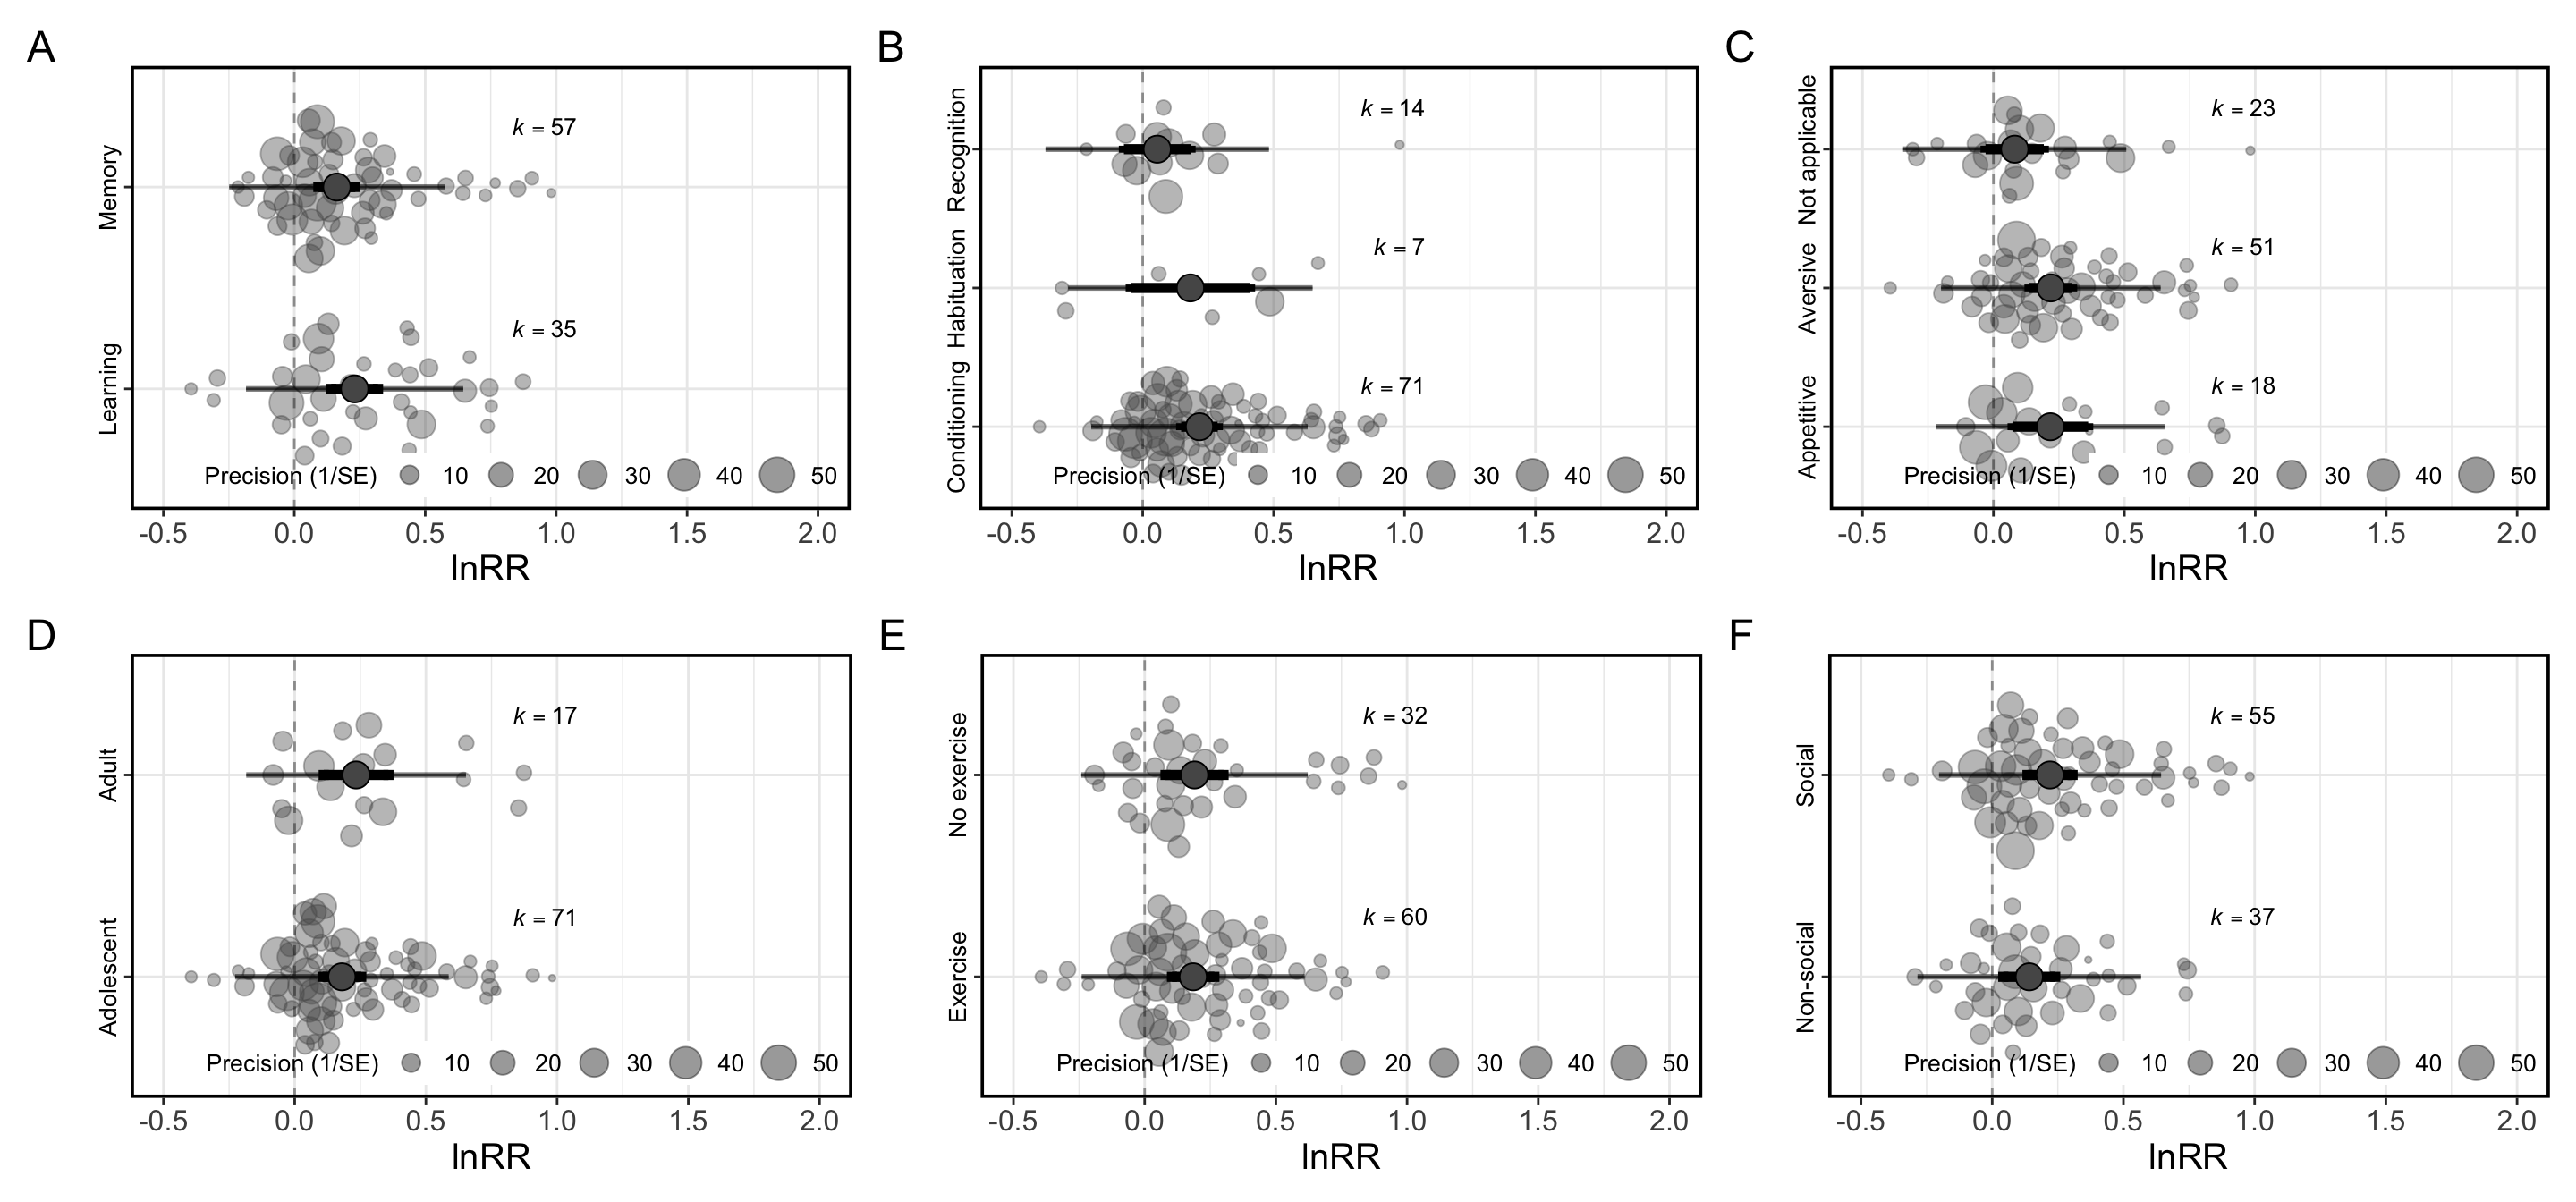 A
Memory
Learning
k = 57
k = 35
Precision (1/SE) 10 20 30 40 50
-0.5 0.0 0.5 1.0 1.5 2.0
lnRR
B
Recognition
Habituation
Conditioning
k = 14
k = 7
k = 71
Precision (1/SE) 10 20 30 40 50
-0.5 0.0 0.5 1.0 1.5 2.0
lnRR
C
Not applicable
Aversive
Appetitive
k = 23
k = 51
k = 18
Precision (1/SE) 10 20 30 40 50
-0.5 0.0 0.5 1.0 1.5 2.0
lnRR
D
Adult
Adolescent
k = 17
k = 71
Precision (1/SE) 10 20 30 40 50
-0.5 0.0 0.5 1.0 1.5 2.0
lnRR
E
No exercise
Exercise
k = 32
k = 60
Precision (1/SE) 10 20 30 40 50
-0.5 0.0 0.5 1.0 1.5 2.0
lnRR
F
Social
Non-social
k = 55
k = 37
Precision (1/SE) 10 20 30 40 50
-0.5 0.0 0.5 1.0 1.5 2.0
lnRR